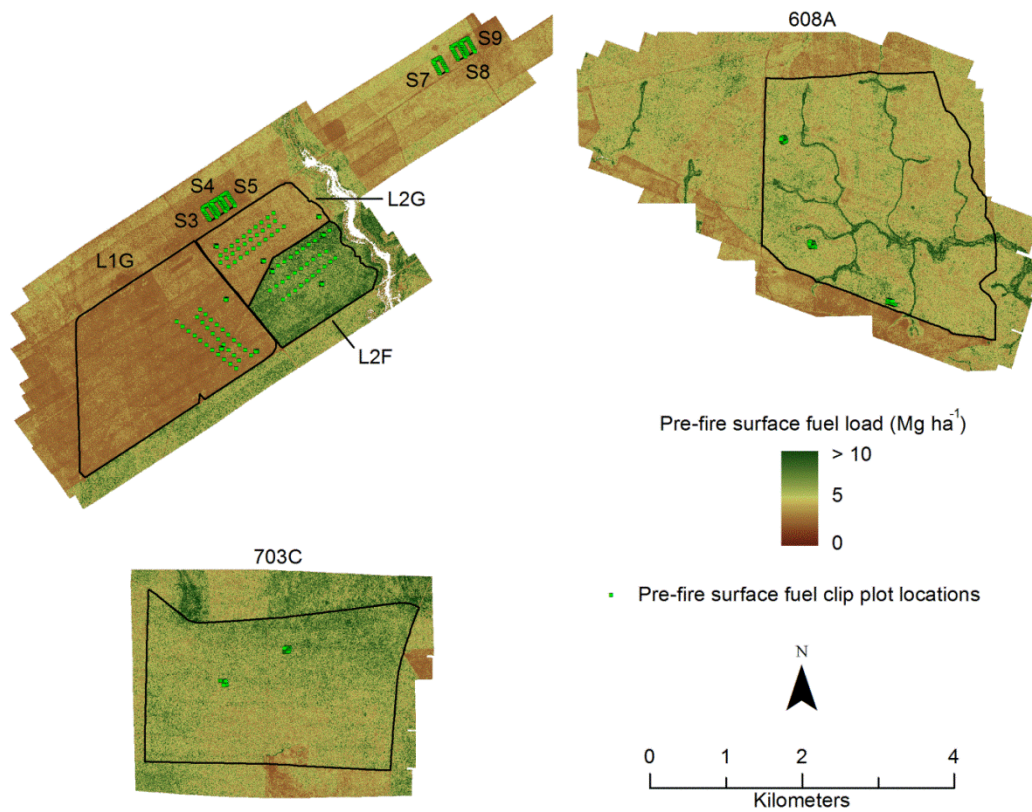 608A
S9
S8
S7
S4
S5
S3
L2G
L1G
L2F
Pre-fire surface fuel load (Mg ha⁻¹)
> 10
5
0
703C
Pre-fire surface fuel clip plot locations
N
0 1 2 4
Kilometers